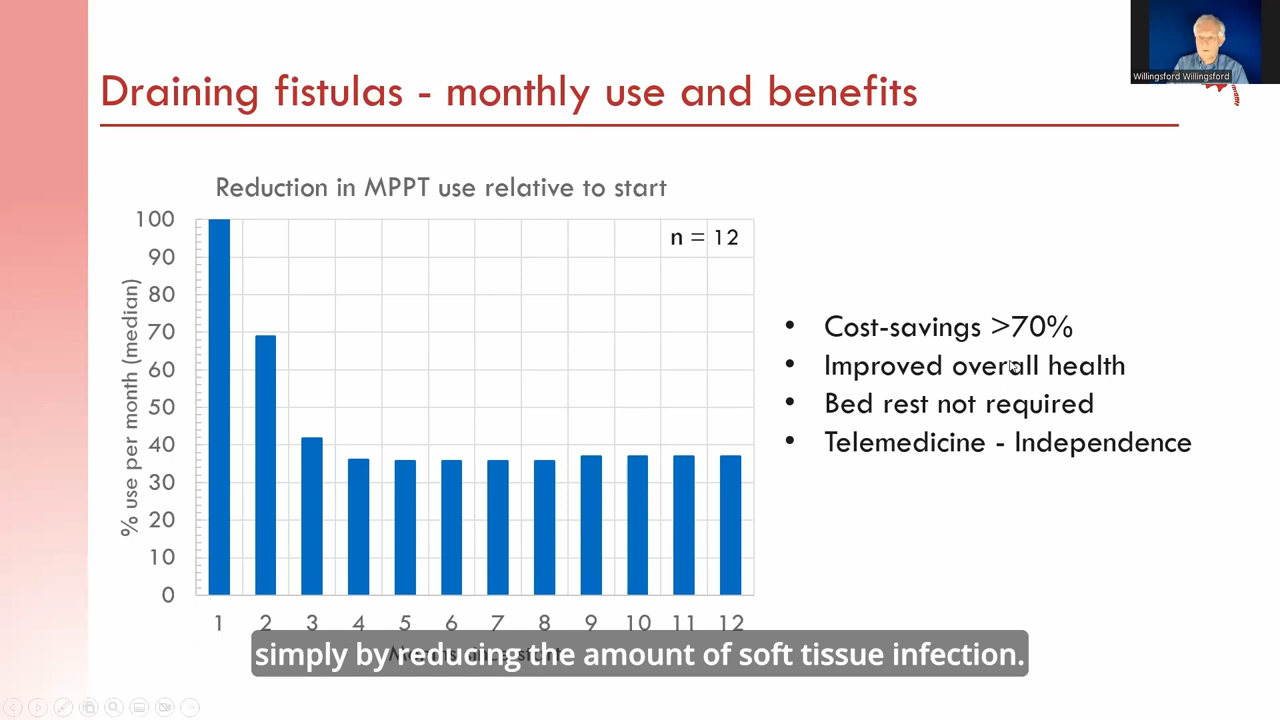 Willingsford Willingsford
Draining fistulas - monthly use and benefits
Reduction in MPPT use relative to start
n = 12
% use per month (median)
100
90
80
70
60
50
40
30
20
10
0
1 2 3 4 5 6 7 8 9 10 11 12
• Cost-savings >70%
• Improved overall health
• Bed rest not required
• Telemedicine - Independence
simply by reducing the amount of soft tissue infection.